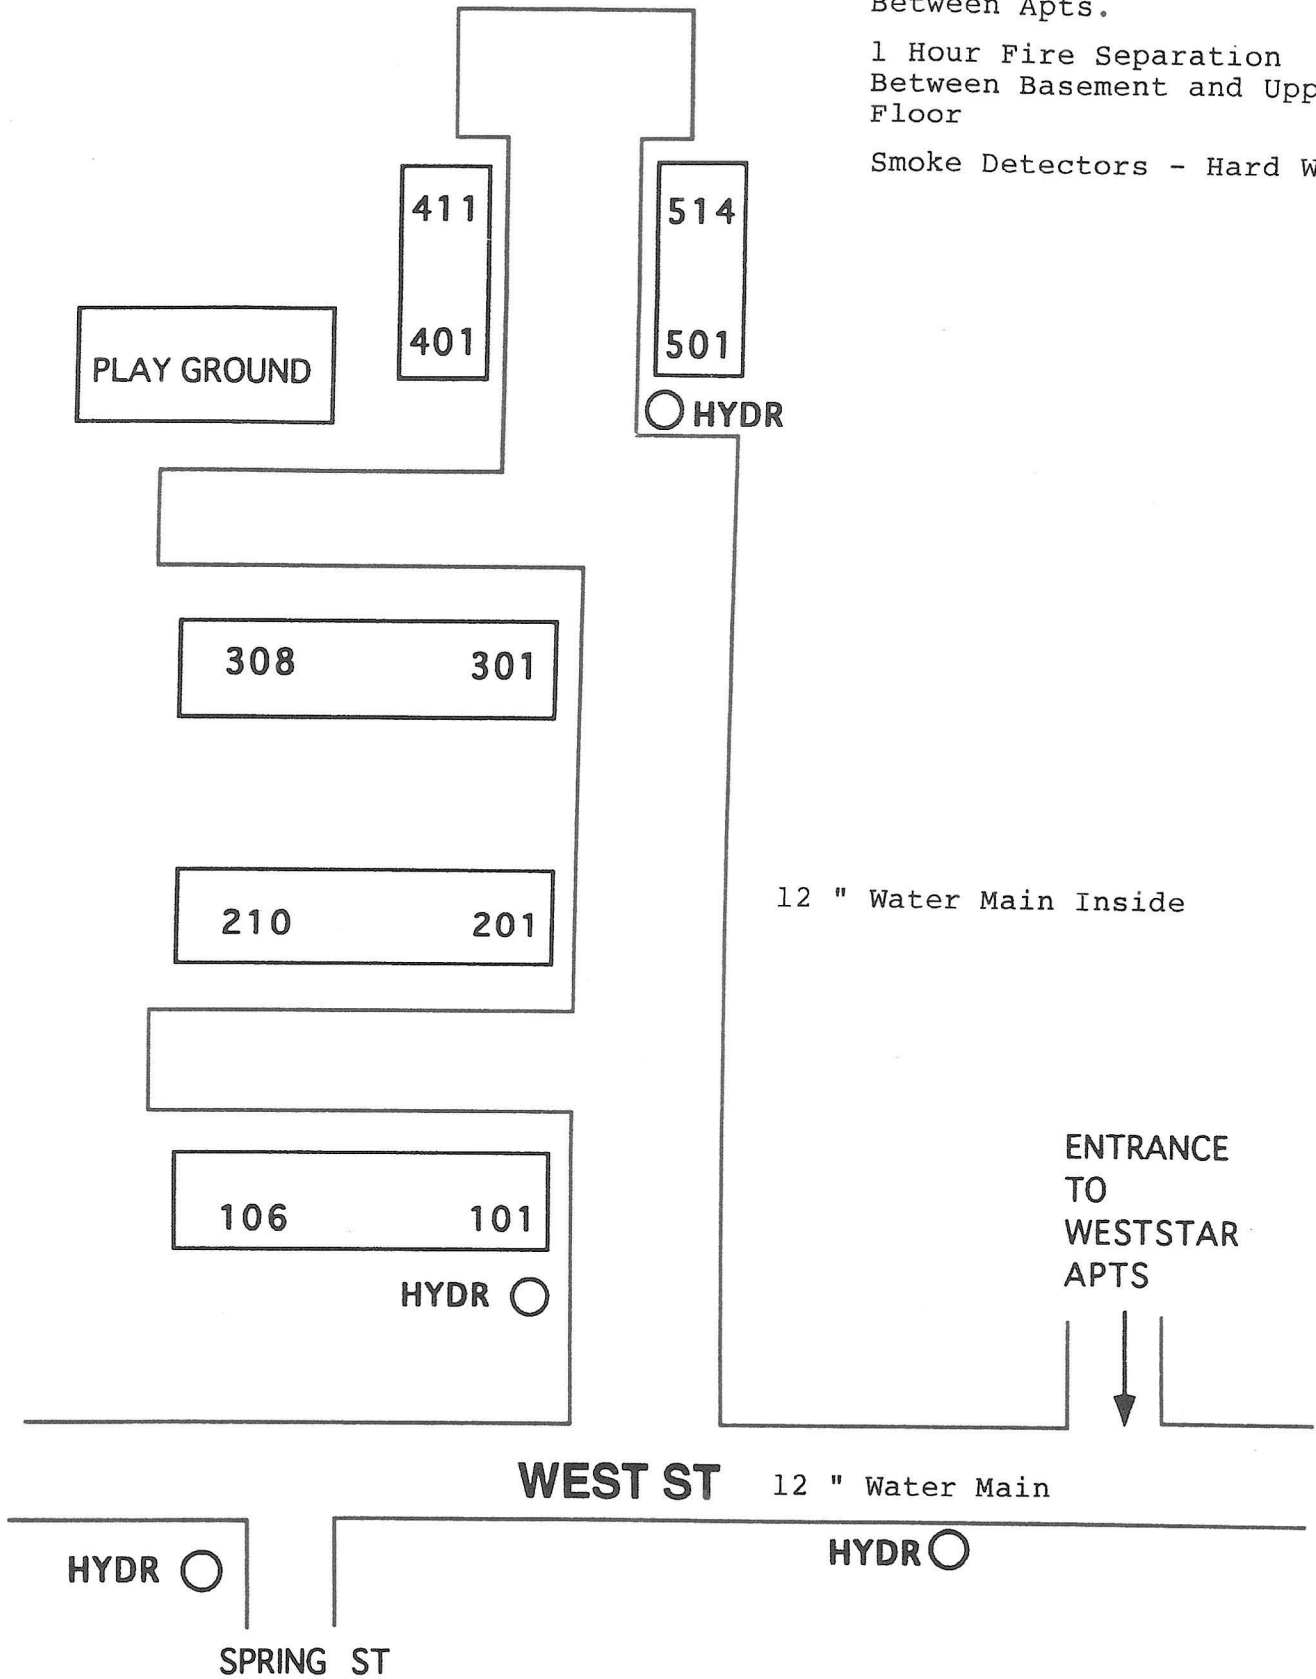 Between Apts.
1 Hour Fire Separation
Between Basement and
Floor
Smoke Detectors - Hard
411
514
401
501
PLAY GROUND
HYDR
308 301
210 201
12 " Water Main Inside
106 101
HYDR
ENTRANCE
TO
WESTSTAR
APTS
WEST ST
12 " Water Main
HYDR
HYDR
SPRING ST